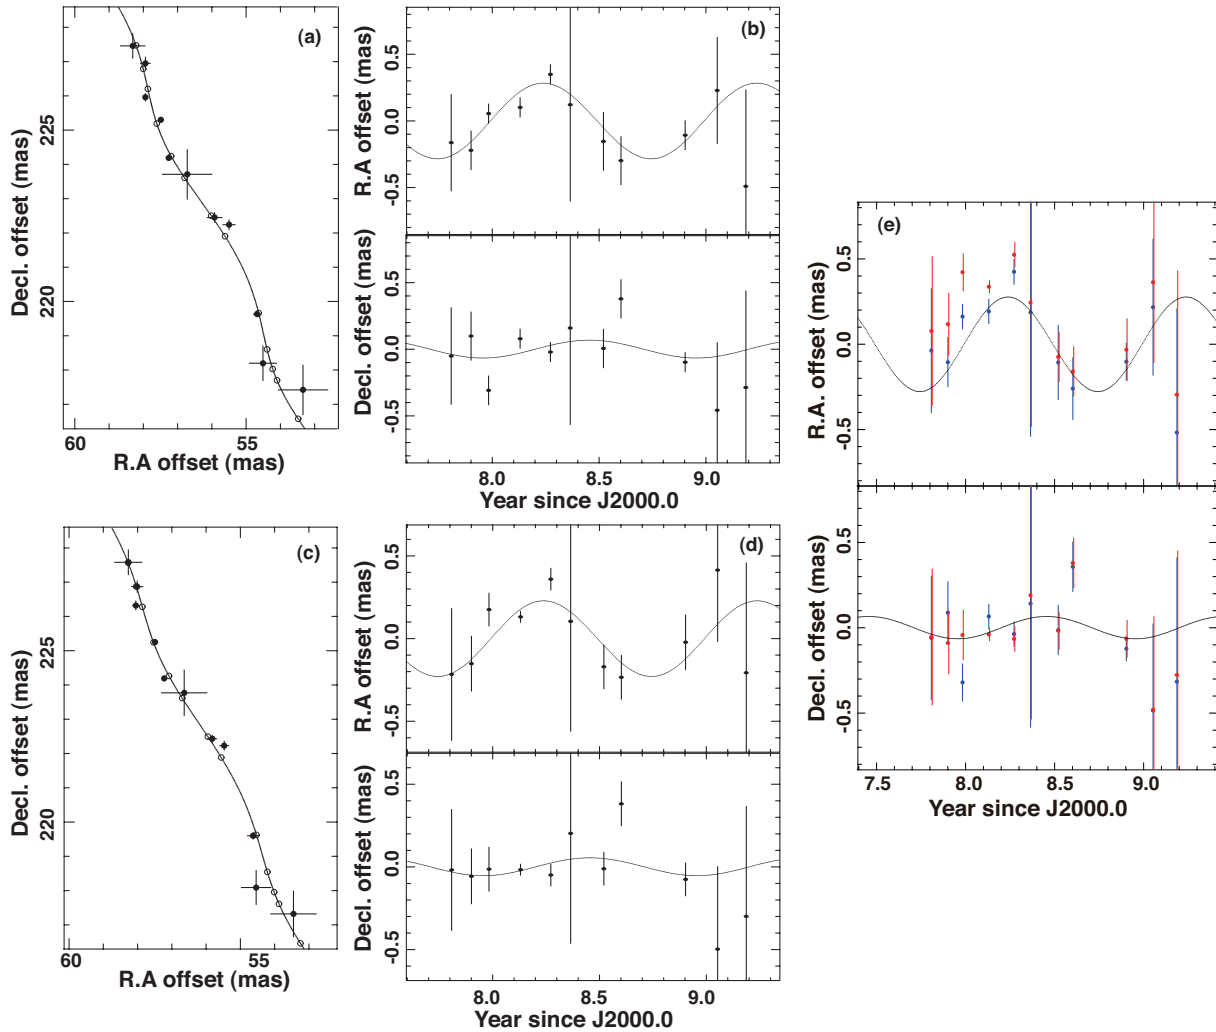 (a)
Decl. offset (mas)
225
220
60
55
R.A offset (mas)
(b)
R.A offset (mas)
0.5
0.0
-0.5
Decl. offset (mas)
0.5
0.0
-0.5
8.0
8.5
9.0
Year since J2000.0
(c)
Decl. offset (mas)
225
220
60
55
R.A offset (mas)
(d)
R.A offset (mas)
0.5
0.0
-0.5
Decl. offset (mas)
0.5
0.0
-0.5
8.0
8.5
9.0
Year since J2000.0
(e)
R.A. offset (mas)
0.5
0.0
-0.5
Decl. offset (mas)
0.5
0.0
-0.5
7.5
8.0
8.5
9.0
Year since J2000.0